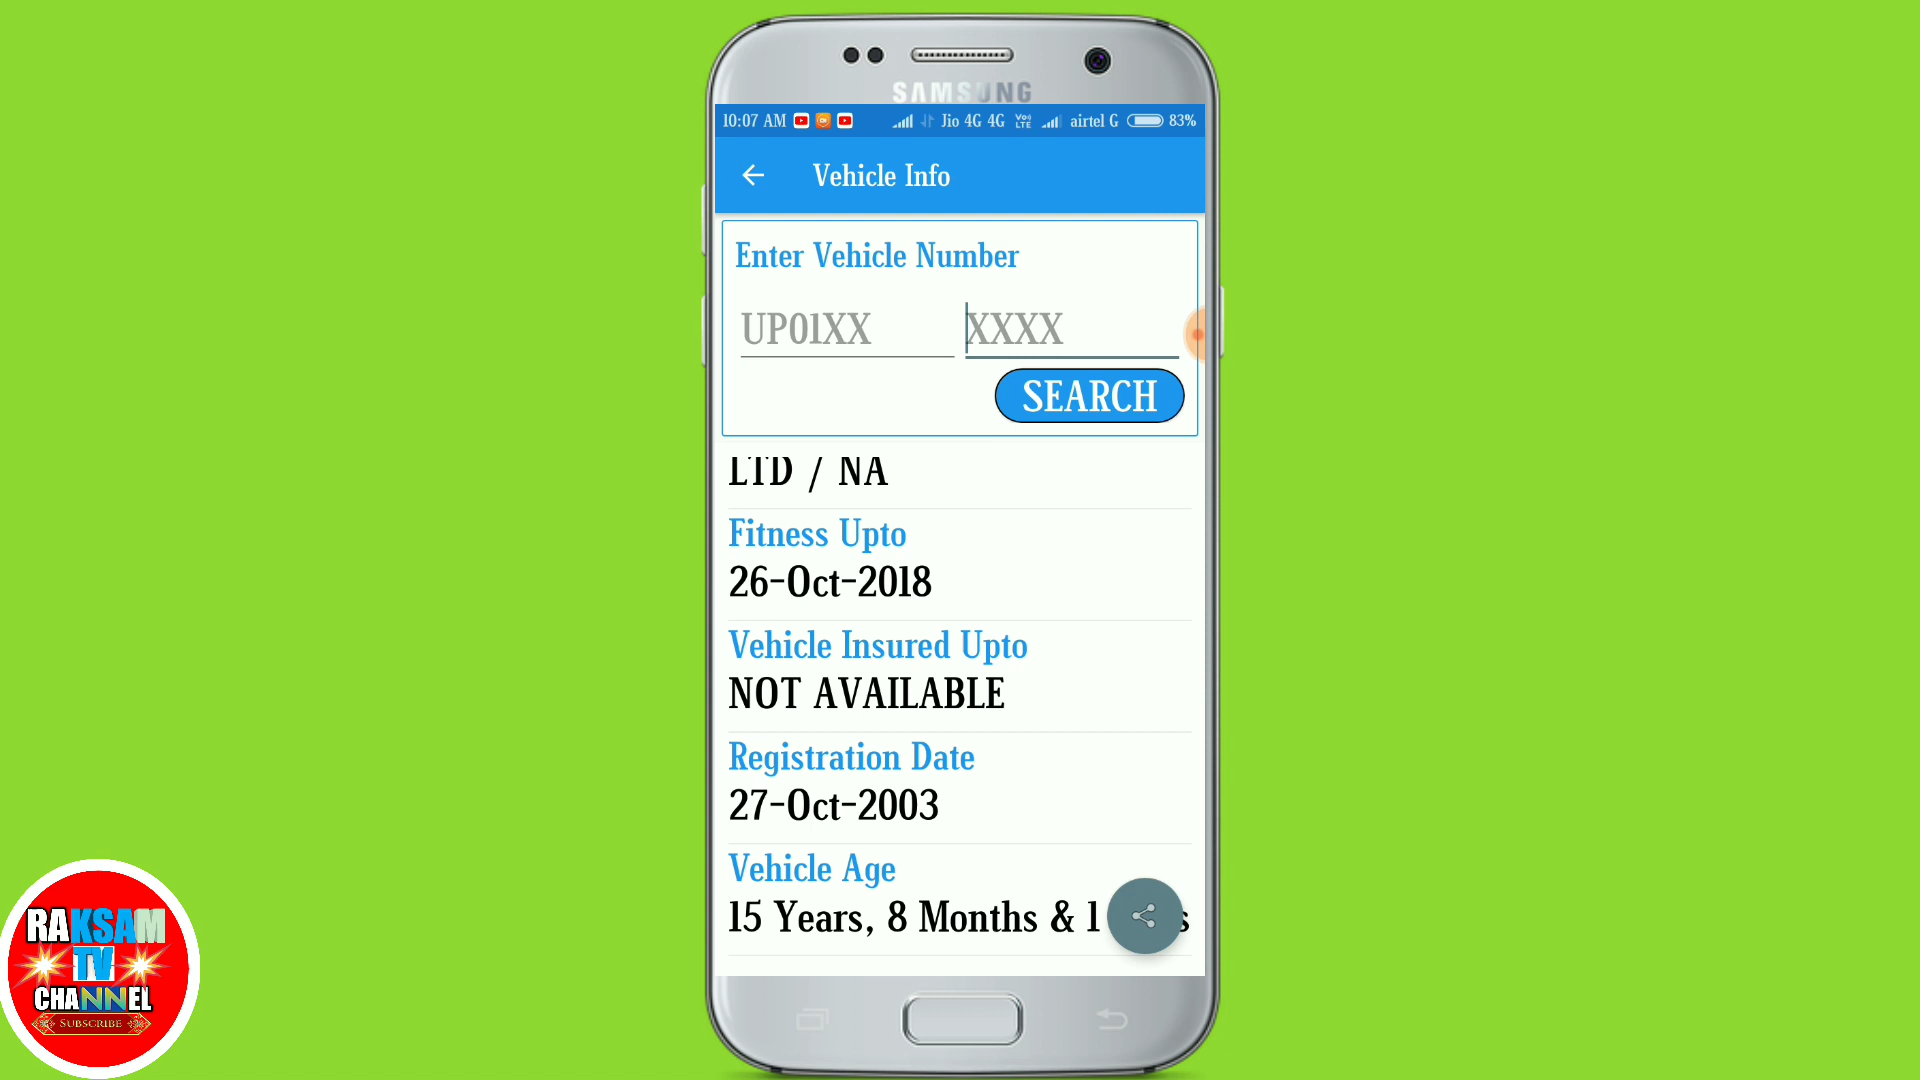 SAMSUNG
10:07 AM Jio 4G 4G Vo) LTE airtel G 83%
Vehicle Info
Enter Vehicle Number
UP01XX XXXX
SEARCH
LTD / NA
Fitness Upto
26-Oct-2018
Vehicle Insured Upto
NOT AVAILABLE
Registration Date
27-Oct-2003
Vehicle Age
15 Years, 8 Months & 1
RAKSAM
TV
CHANNEL
SUBSCRIBE